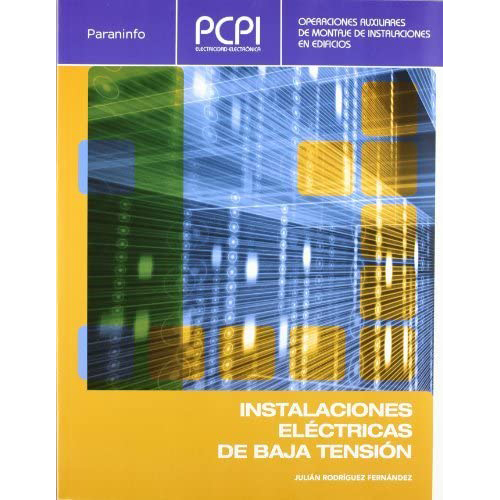 Paraninfo
PCPI
ELECTRICIDAD-ELECTRÓNICA
OPERACIONES AUXILIARES
DE MONTAJE DE INSTALACIONES
EN EDIFICIOS
INSTALACIONES
ELÉCTRICAS
DE BAJA TENSIÓN
JULIÁN RODRÍGUEZ FERNÁNDEZ